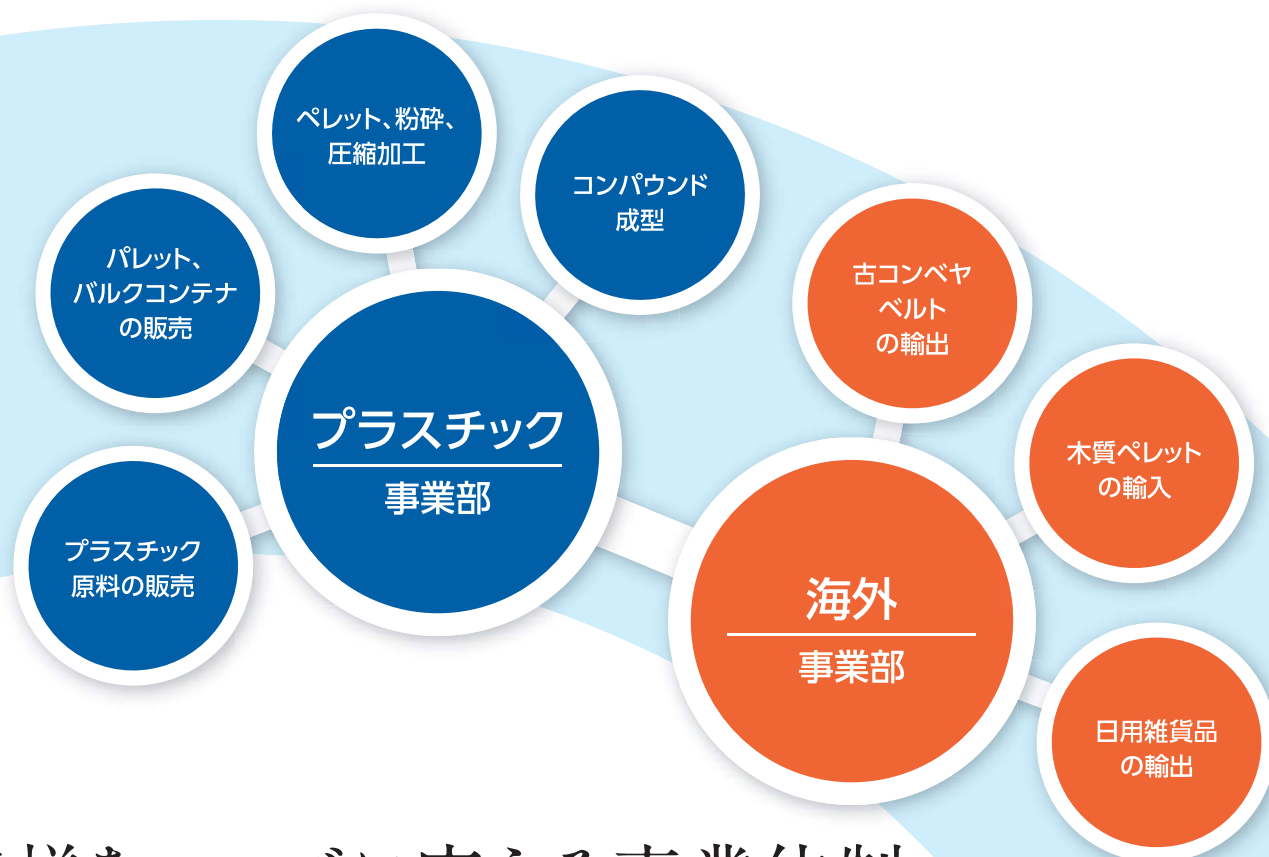 ペレット、粉砕、
圧縮加工
コンパウンド
成型
パレット、
バルクコンテナ
の販売
プラスチック
原料の販売
プラスチック
事業部
古コンベヤ
ベルト
の輸出
木質ペレット
の輸入
海外
事業部
日用雑貨品
の輸出